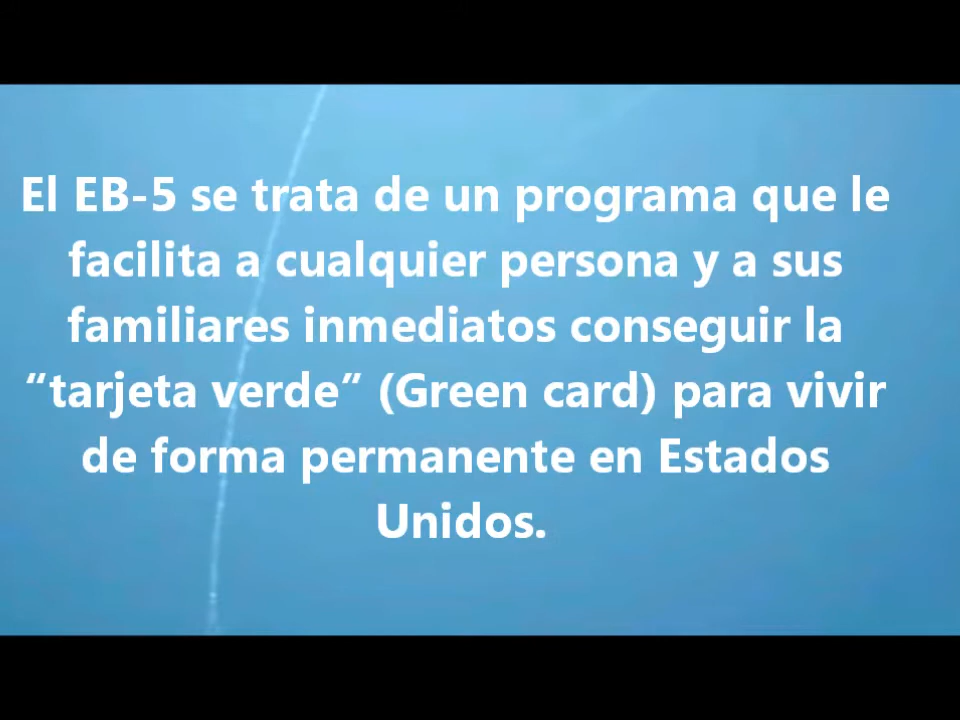 El EB-5 se trata de un programa que le
facilita a cualquier persona y a sus
familiares inmediatos conseguir la
“tarjeta verde” (Green card) para vivir
de forma permanente en Estados
Unidos.